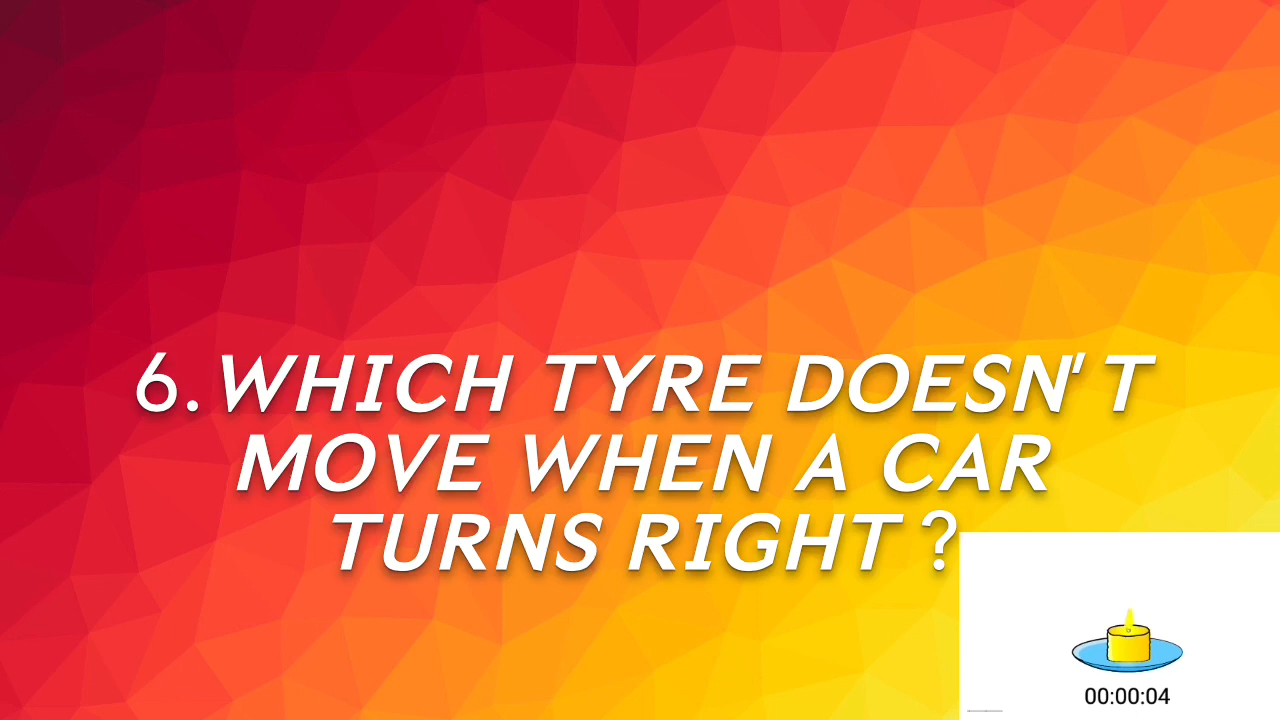 6.WHICH TYRE DOESN'T
MOVE WHEN A CAR
TURNS RIGHT ?
00:00:04